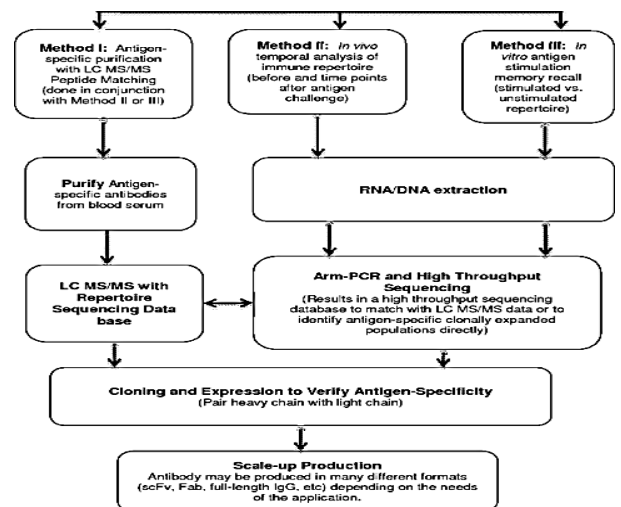 Method I: Antigen-
specific purification
with LC MS/MS
Peptide Matching
(done in conjunction
with Method II or III)
Method II: In vivo
temporal analysis of
immune repertoire
(before and time points
after antigen
challenge)
Method III: In
vitro antigen
stimulation
memory recall
(stimulated vs.
unstimulated
repertoire)
Purify Antigen-
specific antibodies
from blood serum
RNA/DNA extraction
LC MS/MS with
Repertoire
Sequencing Data
base
Arm-PCR and High Throughput
Sequencing
(Results in a high throughput sequencing
database to match with LC MS/MS data or to
identify antigen-specific clonally expanded
populations directly)
Cloning and Expression to Verify Antigen-Specificity
(Pair heavy chain with light chain)
Scale-up Production
Antibody may be produced in many different formats
(scFv, Fab, full-length IgG, etc) depending on the needs
of the application.